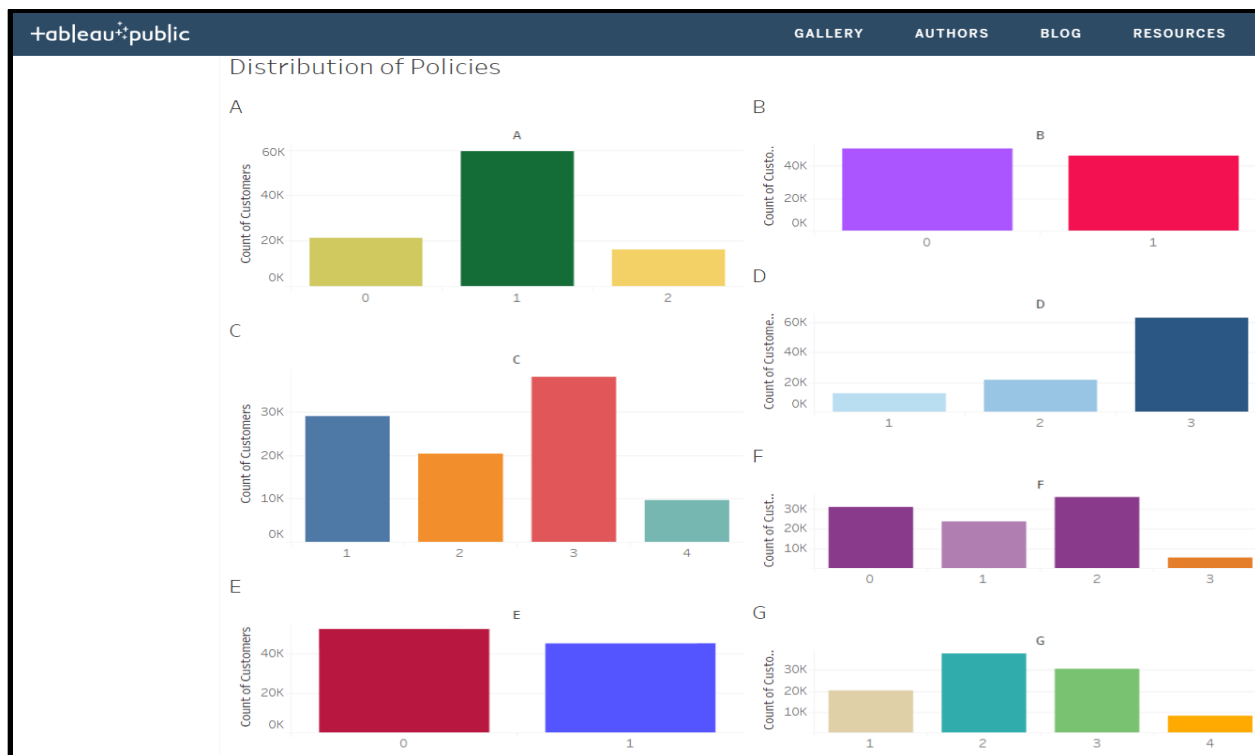 +ableau public
GALLERY AUTHORS BLOG RESOURCES
Distribution of Policies
A
A
Count of Customers
60K
40K
20K
0K
0 1 2
B
B
Count of Custo..
40K
20K
0K
0 1
C
C
Count of Customers
30K
20K
10K
0K
1 2 3 4
D
D
Count of Custome..
60K
40K
20K
0K
1 2 3
E
E
Count of Customers
40K
20K
0K
0 1
F
F
Count of Cust..
30K
20K
10K
0 1 2 3
G
G
Count of Custo..
30K
20K
10K
1 2 3 4